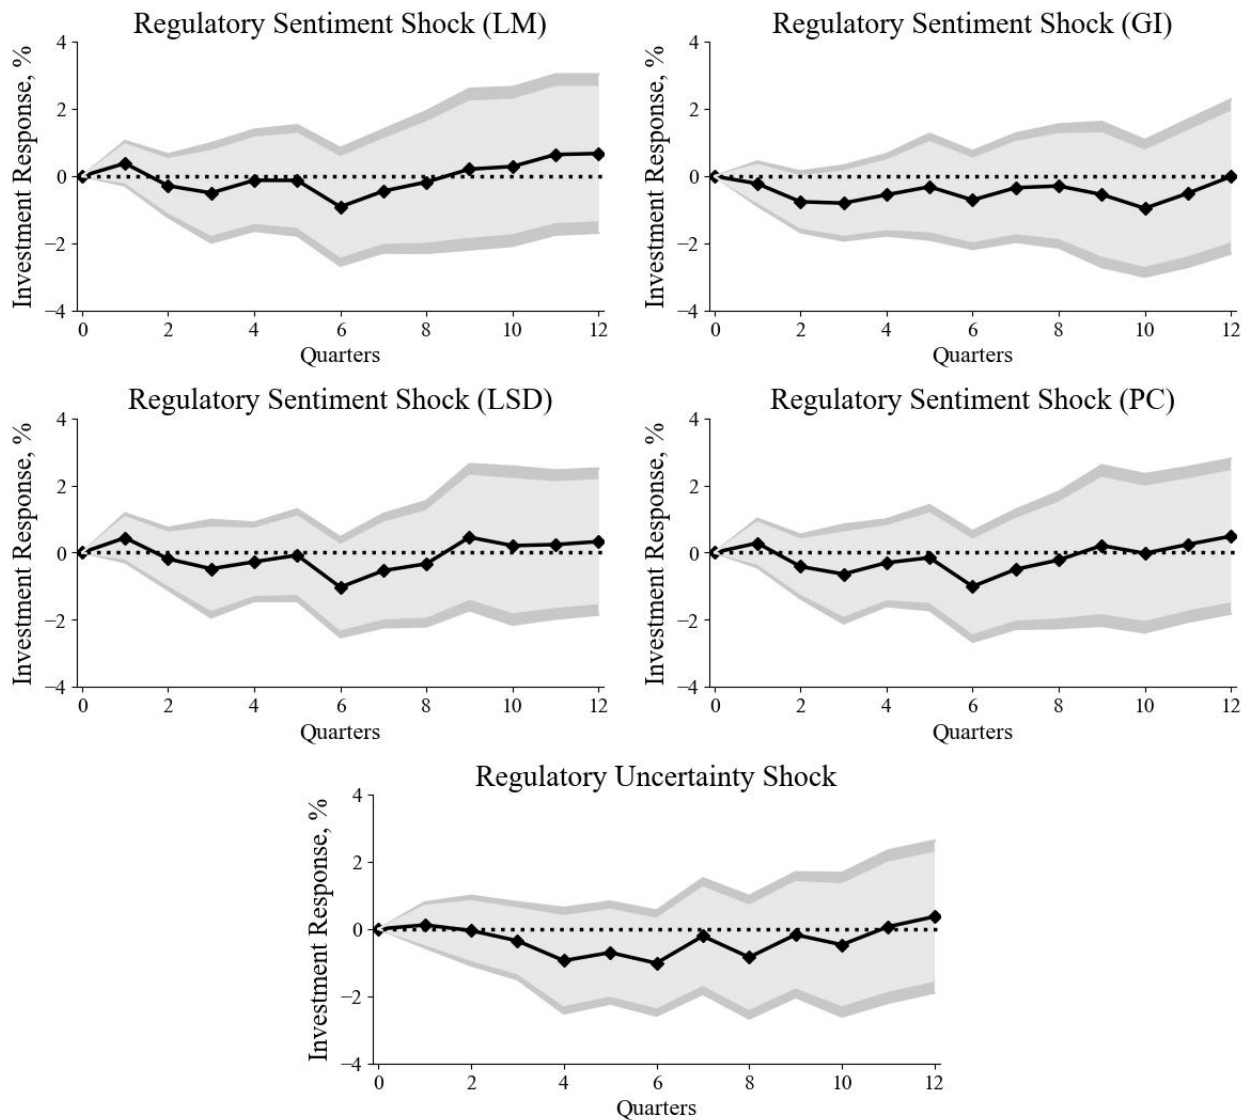 Regulatory Sentiment Shock (LM)
Investment Response, %
4
2
0
−2
−4
0 2 4 6 8 10 12
Quarters
Regulatory Sentiment Shock (GI)
Investment Response, %
4
2
0
−2
−4
0 2 4 6 8 10 12
Quarters
Regulatory Sentiment Shock (LSD)
Investment Response, %
4
2
0
−2
−4
0 2 4 6 8 10 12
Quarters
Regulatory Sentiment Shock (PC)
Investment Response, %
4
2
0
−2
−4
0 2 4 6 8 10 12
Quarters
Regulatory Uncertainty Shock
Investment Response, %
4
2
0
−2
−4
0 2 4 6 8 10 12
Quarters